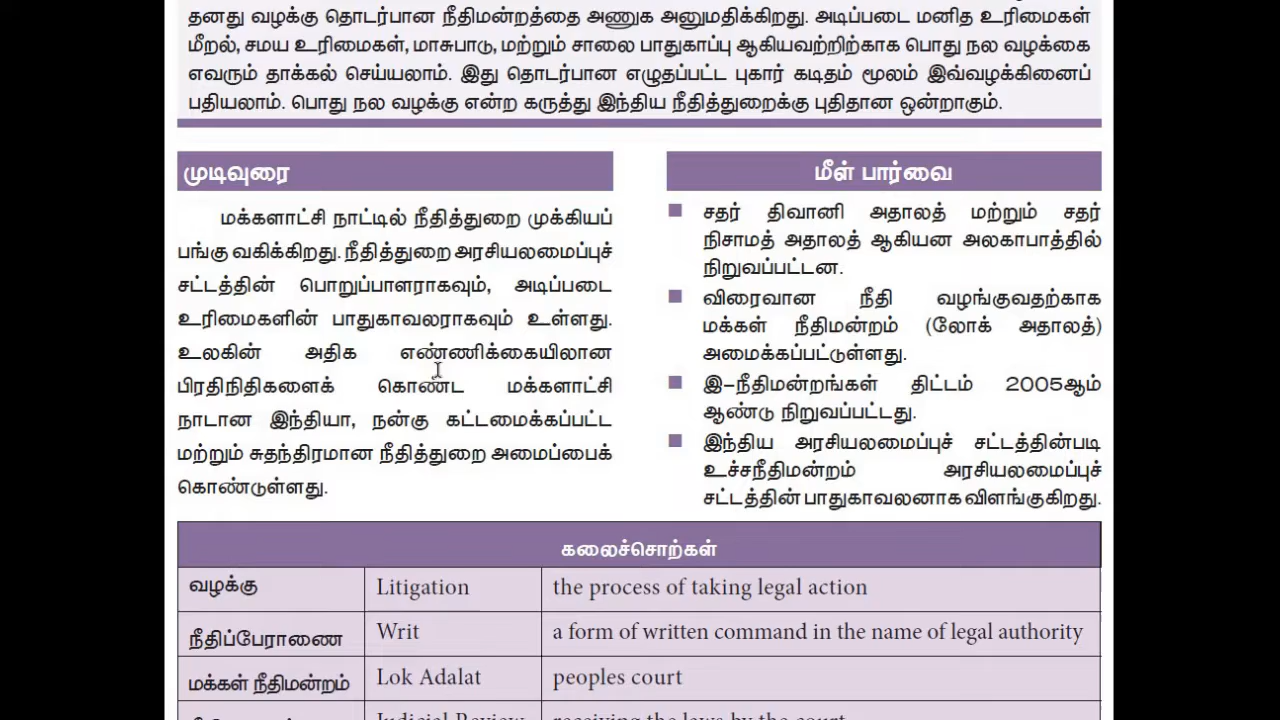 தனது வழக்கு தொடர்பான நீதிமன்றத்தை அணுக அனுமதிக்கிறது. அடிப்படை மனித உரிமைகள்
மீறல், சமய உரிமைகள், மாசுபாடு, மற்றும் சாலை பாதுகாப்பு ஆகியவற்றிற்காக பொது நல வழக்கை
எவரும் தாக்கல் செய்யலாம். இது தொடர்பான எழுதப்பட்ட புகார் கடிதம் மூலம் இவ்வழக்கினைப்
பதியலாம். பொது நல வழக்கு என்ற கருத்து இந்திய நீதித்துறைக்கு புதிதான ஒன்றாகும்.
முடிவுரை
மக்களாட்சி நாட்டில் நீதித்துறை முக்கியப்
பங்கு வகிக்கிறது. நீதித்துறை அரசியலமைப்புச்
சட்டத்தின் பொறுப்பாளராகவும், அடிப்படை
உரிமைகளின் பாதுகாவலராகவும் உள்ளது.
உலகின் அதிக எண்ணிக்கையிலான
பிரதிநிதிகளைக் கொண்ட மக்களாட்சி
நாடான இந்தியா, நன்கு கட்டமைக்கப்பட்ட
மற்றும் சுதந்திரமான நீதித்துறை அமைப்பைக்
கொண்டுள்ளது.
மீள் பார்வை
■ சதர் திவானி அதாலத் மற்றும் சதர்
நிசாமத் அதாலத் ஆகியன அலகாபாத்தில்
நிறுவப்பட்டன.
■ விரைவான நீதி வழங்குவதற்காக
மக்கள் நீதிமன்றம் (லோக் அதாலத்)
அமைக்கப்பட்டுள்ளது.
■ இ–நீதிமன்றங்கள் திட்டம் 2005ஆம்
ஆண்டு நிறுவப்பட்டது.
■ இந்திய அரசியலமைப்புச் சட்டத்தின்படி
உச்சநீதிமன்றம் அரசியலமைப்புச்
சட்டத்தின் பாதுகாவலனாக விளங்குகிறது.
கலைச்சொற்கள்
வழக்கு Litigation the process of taking legal action
நீதிப்பேராணை Writ a form of written command in the name of legal authority
மக்கள் நீதிமன்றம் Lok Adalat peoples court
Judicial Review receiving the laws by the court